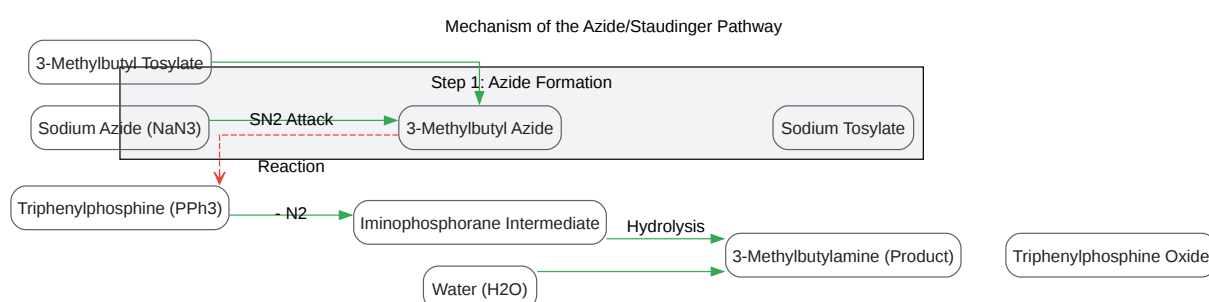 Mechanism of the Azide/Staudinger Pathway
3-Methylbutyl Tosylate
Step 1: Azide Formation
Sodium Azide (NaN3)
SN2 Attack
3-Methylbutyl Azide
Sodium Tosylate
Reaction
Triphenylphosphine (PPh3)
- N2
Iminophosphorane Intermediate
Hydrolysis
3-Methylbutylamine (Product)
Triphenylphosphine Oxide
Water (H2O)